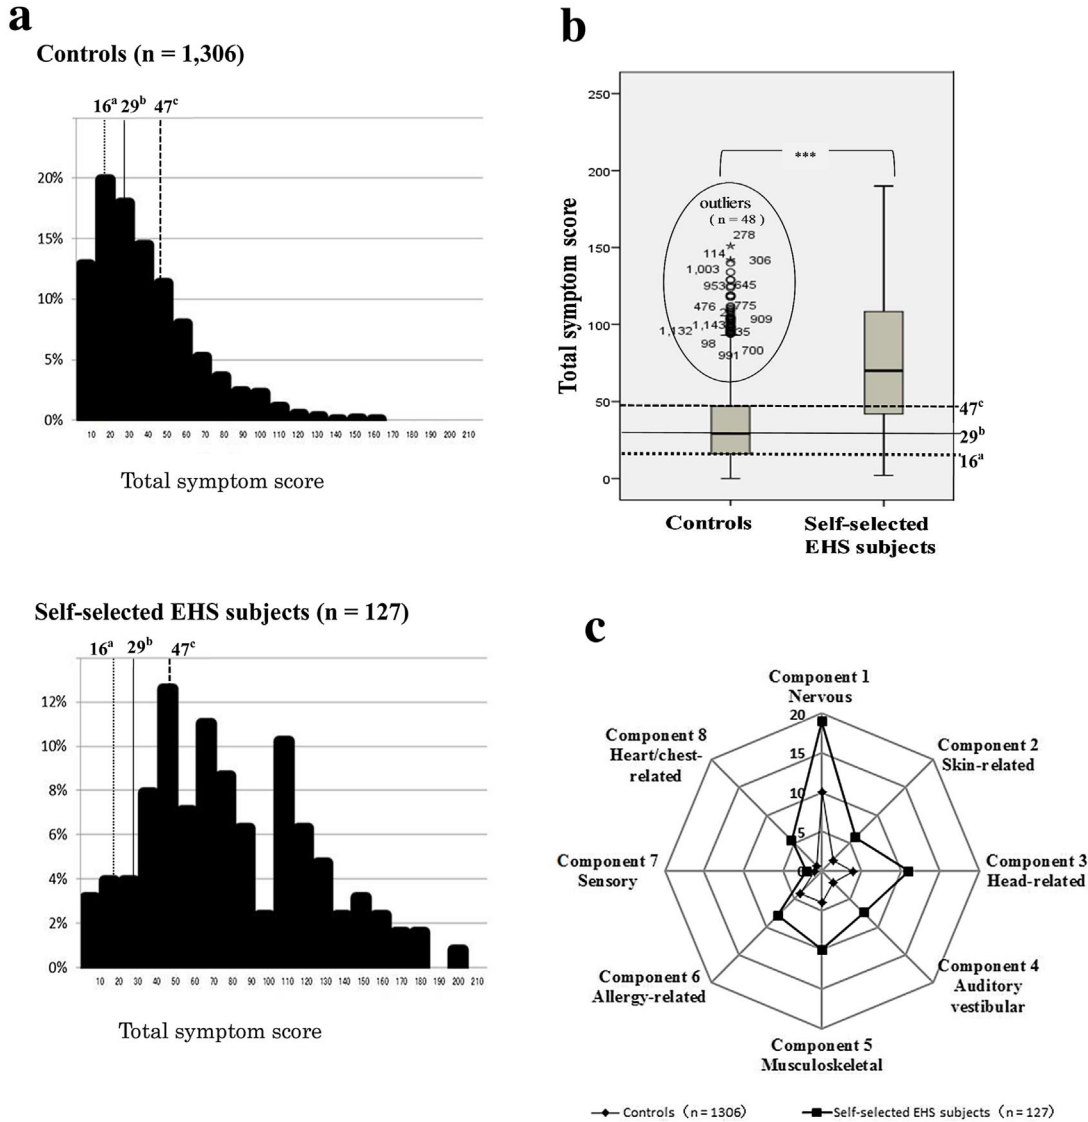 a
Controls (n = 1,306)
16a 29b 47c
20%
15%
10%
5%
0%
10 20 30 40 50 60 70 80 90 100 110 120 130 140 150 160 170 180 190 200 210
Total symptom score
Self-selected EHS subjects (n = 127)
16a 29b 47c
12%
10%
8%
6%
4%
2%
0%
10 20 30 40 50 60 70 80 90 100 110 120 130 140 150 160 170 180 190 200 210
Total symptom score
b
Total symptom score
250
200
150
100
50
0
***
outliers
( n = 48 )
278
114
306
1,003
953
645
476
775
909
1,143
1,132
35
98
991
700
47c
29b
16a
Controls
Self-selected
EHS subjects
c
Component 1
Nervous
20
15
10
5
0
Component 2
Skin-related
Component 3
Head-related
Component 4
Auditory
vestibular
Component 5
Musculoskeletal
Component 6
Allergy-related
Component 7
Sensory
Component 8
Heart/chest-
related
Controls （n = 1306）
Self-selected EHS subjects （n = 127）